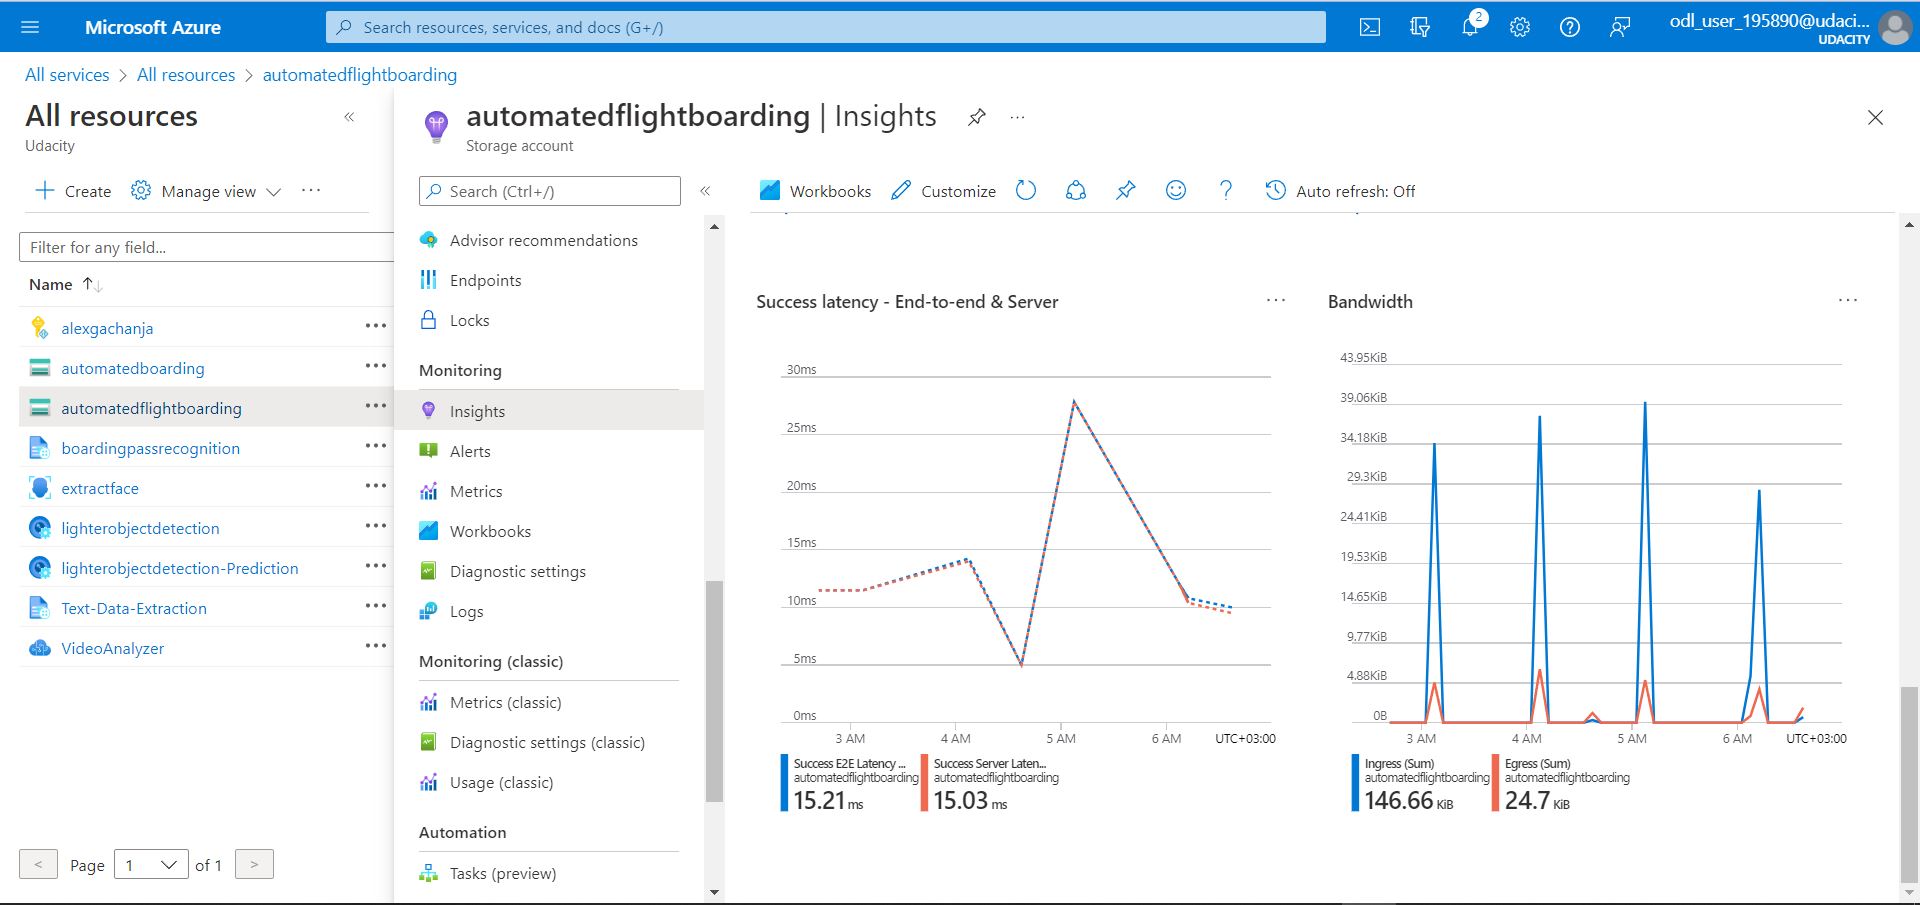 Microsoft Azure
Search resources, services, and docs (G+/)
2
odl_user_195890@udaci...
UDACITY
All services > All resources > automatedflightboarding
All resources
Udacity
«
Create
Manage view
...
Filter for any field...
Name
alexgachanja
automatedboarding
automatedflightboarding
boardingpassrecognition
extractface
lighterobjectdetection
lighterobjectdetection-Prediction
Text-Data-Extraction
VideoAnalyzer
< Page 1 of 1 >
automatedflightboarding | Insights
...
Storage account
Search (Ctrl+/)
«
Advisor recommendations
Endpoints
Locks
Monitoring
Insights
Alerts
Metrics
Workbooks
Diagnostic settings
Logs
Monitoring (classic)
Metrics (classic)
Diagnostic settings (classic)
Usage (classic)
Automation
Tasks (preview)
Workbooks
Customize
?
Auto refresh: Off
Success latency - End-to-end & Server
...
30ms
25ms
20ms
15ms
10ms
5ms
0ms
3 AM 4 AM 5 AM 6 AM UTC+03:00
Success E2E Latency ...
automatedflightboarding
15.21 ms
Success Server Laten...
automatedflightboarding
15.03 ms
Bandwidth
...
43.95KiB
39.06KiB
34.18KiB
29.3KiB
24.41KiB
19.53KiB
14.65KiB
9.77KiB
4.88KiB
0B
3 AM 4 AM 5 AM 6 AM UTC+03:00
Ingress (Sum)
automatedflightboarding
146.66 KiB
Egress (Sum)
automatedflightboarding
24.7 KiB